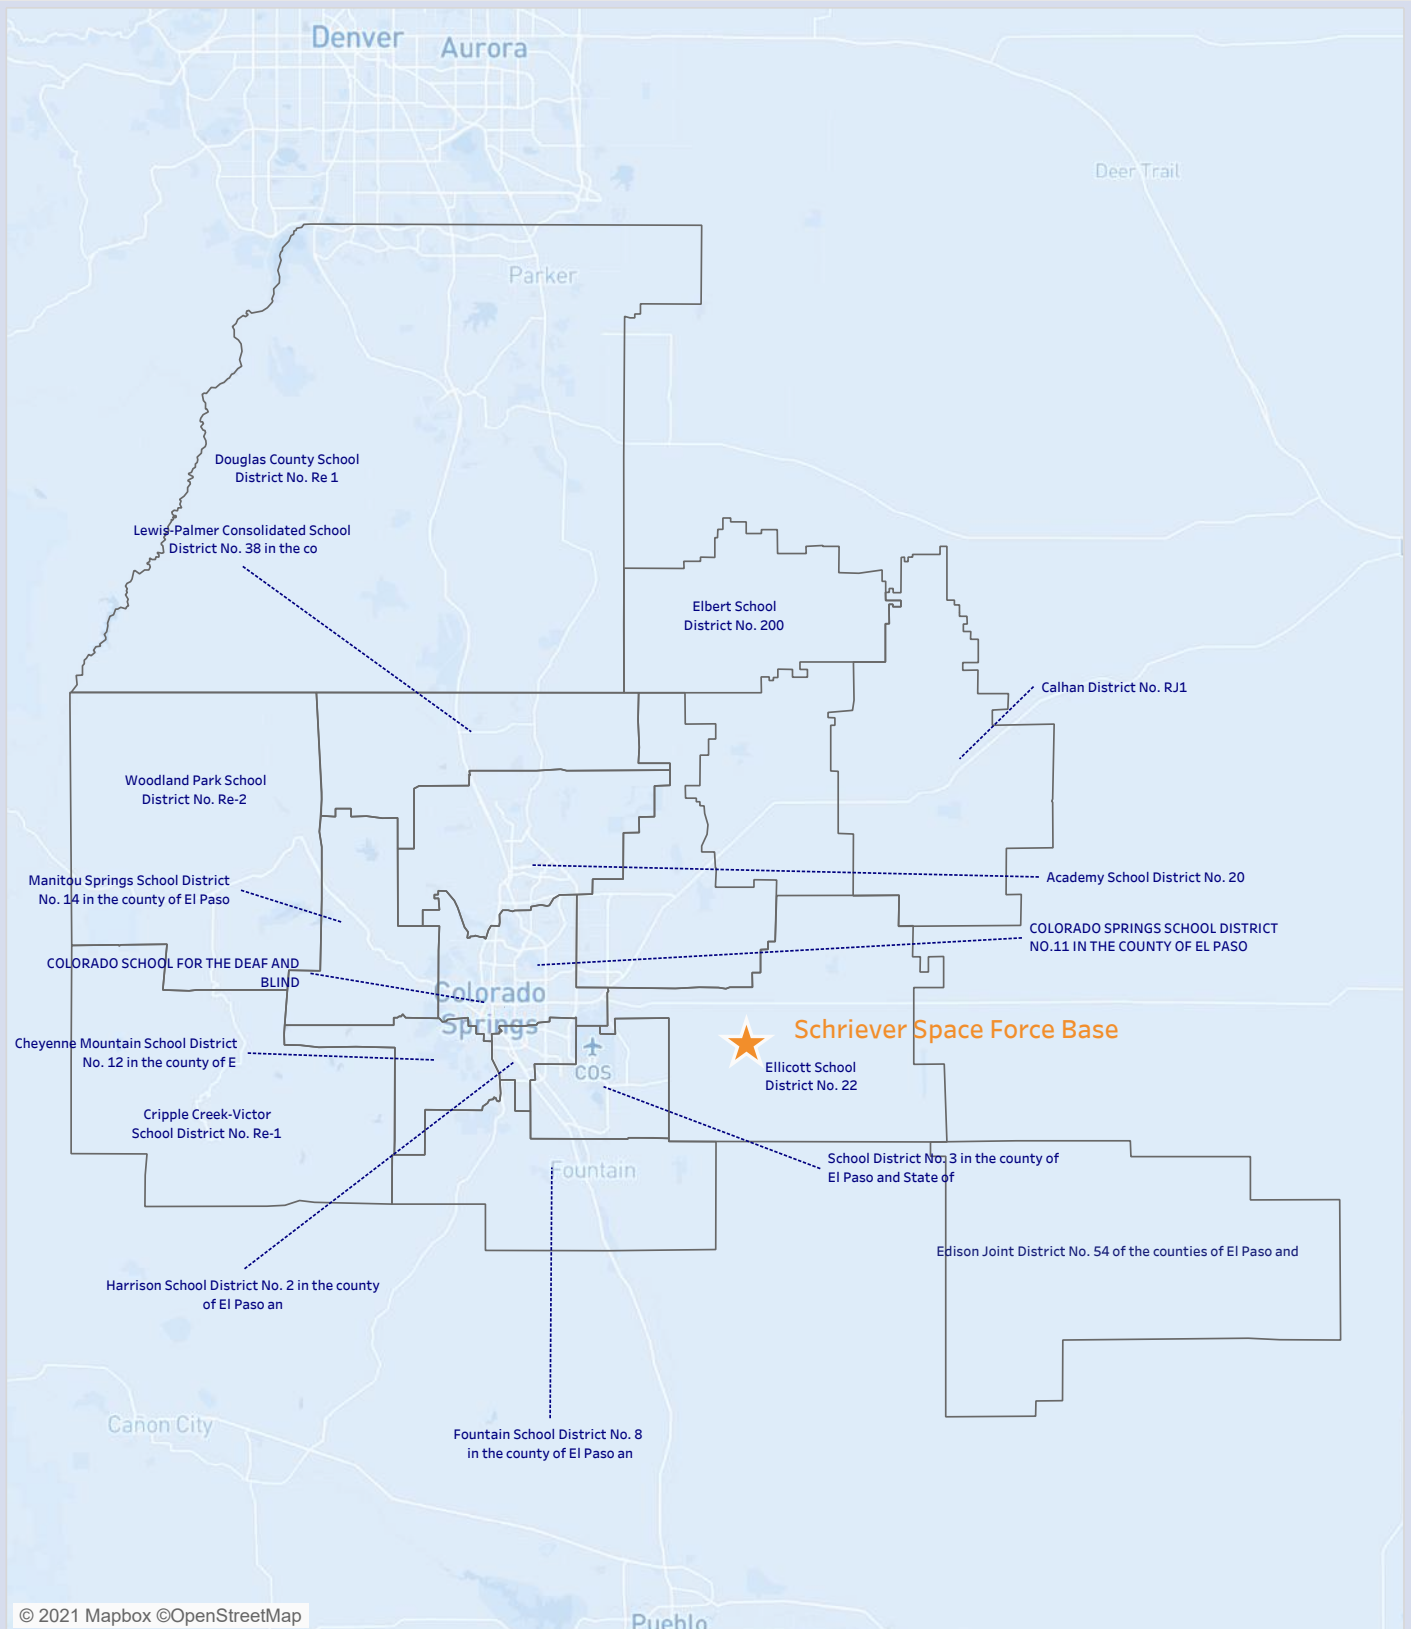 Denver
Aurora
Deer Trail
Parker
Douglas County School
District No. Re 1
Lewis-Palmer Consolidated School
District No. 38 in the co
Elbert School
District No. 200
Calhan District No. RJ1
Woodland Park School
District No. Re-2
Manitou Springs School District
No. 14 in the county of El Paso
Academy School District No. 20
COLORADO SPRINGS SCHOOL DISTRICT
NO.11 IN THE COUNTY OF EL PASO
COLORADO SCHOOL FOR THE DEAF AND
BLIND
Colorado
Springs
Schriever Space Force Base
Cheyenne Mountain School District
No. 12 in the county of E
COS
Ellicott School
District No. 22
Cripple Creek-Victor
School District No. Re-1
Fountain
School District No. 3 in the county of
El Paso and State of
Edison Joint District No. 54 of the counties of El Paso and
Harrison School District No. 2 in the county
of El Paso an
Cañon City
Fountain School District No. 8
in the county of El Paso an
© 2021 Mapbox ©OpenStreetMap
Pueblo